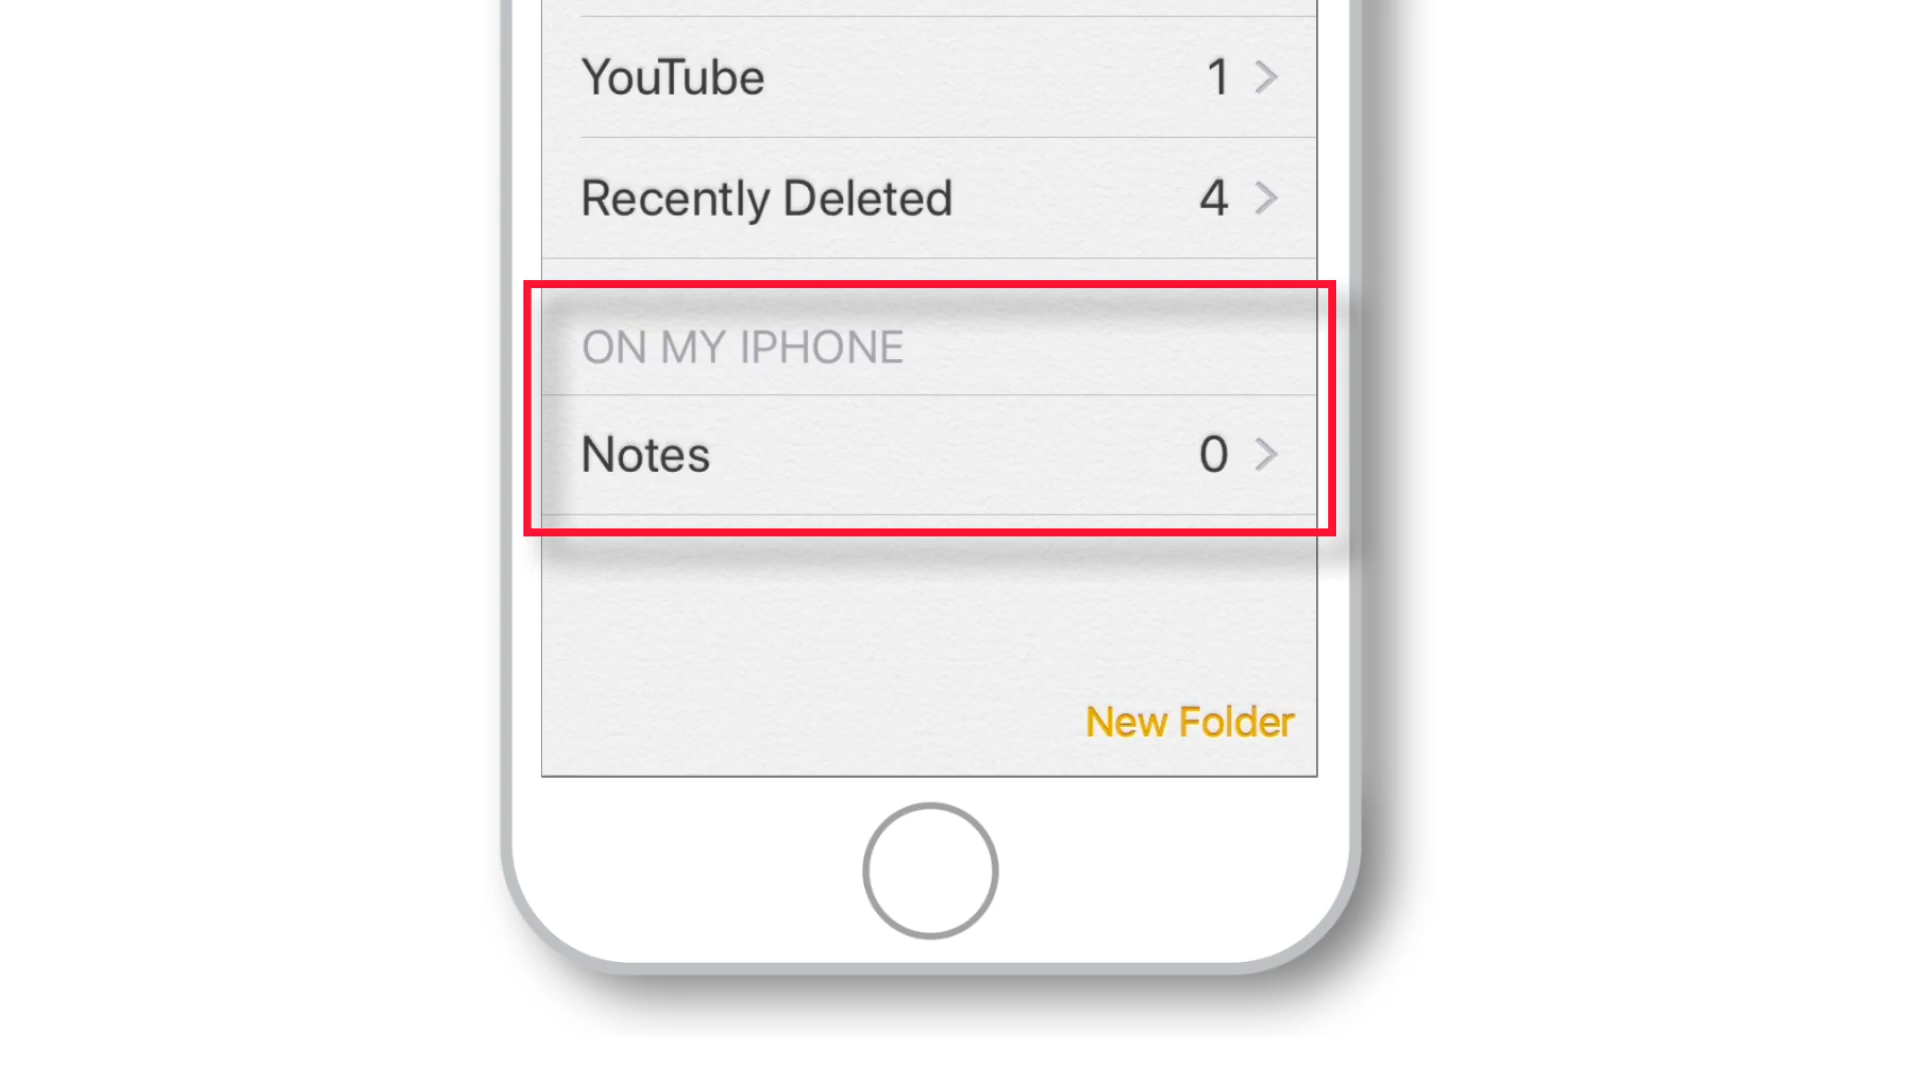 YouTube 1
Recently Deleted 4
ON MY IPHONE
Notes 0
New Folder